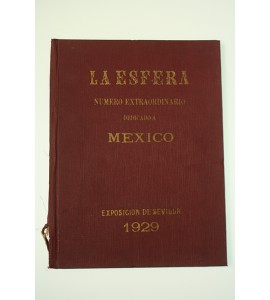 LA ESFERA
NUMERO EXTRAORDINARIO
DEDICADO A
MEXICO
EXPOSICION DE SEVILLA
1929